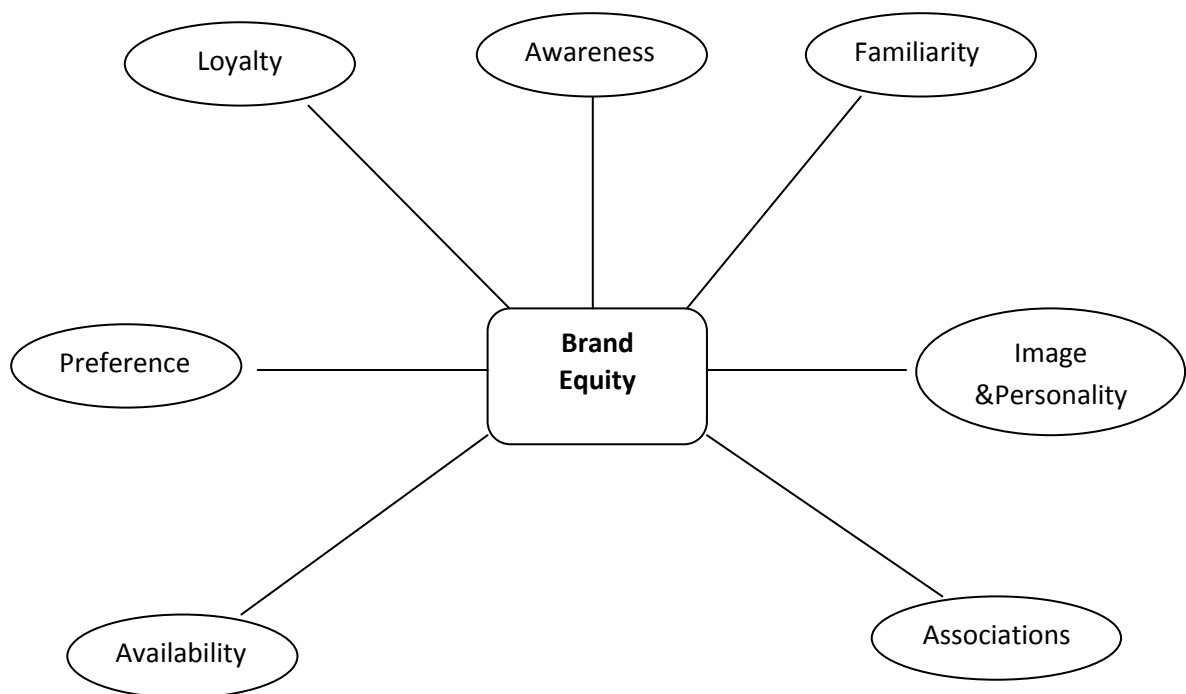 Loyalty
Awareness
Familiarity
Brand
Equity
Preference
Image
&Personality
Availability
Associations